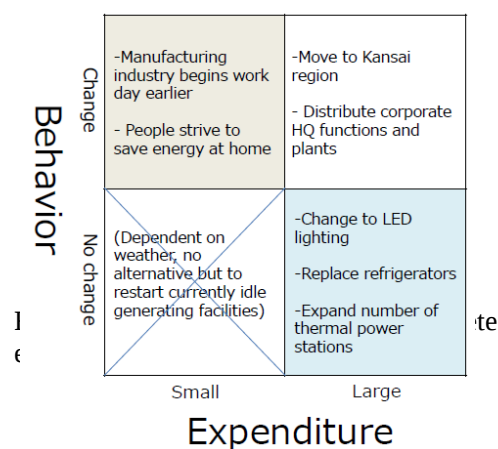 -Manufacturing
industry begins work
day earlier
- People strive to
save energy at home
-Move to Kansai
region
- Distribute corporate
HQ functions and
plants
Change
Behavior
No change
(Dependent on
weather, no
alternative but to
restart currently idle
generating facilities)
-Change to LED
lighting
-Replace refrigerators
-Expand number of
thermal power
stations
Small
Large
Expenditure